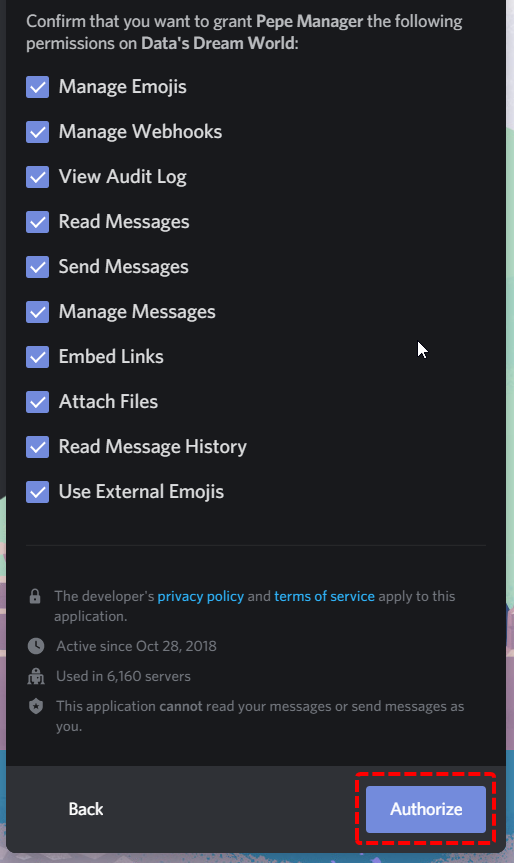 Confirm that you want to grant Pepe Manager the following
permissions on Data's Dream World:
Manage Emojis
Manage Webhooks
View Audit Log
Read Messages
Send Messages
Manage Messages
Embed Links
Attach Files
Read Message History
Use External Emojis
The developer's privacy policy and terms of service apply to this
application.
Active since Oct 28, 2018
Used in 6,160 servers
This application cannot read your messages or send messages as
you.
Back
Authorize